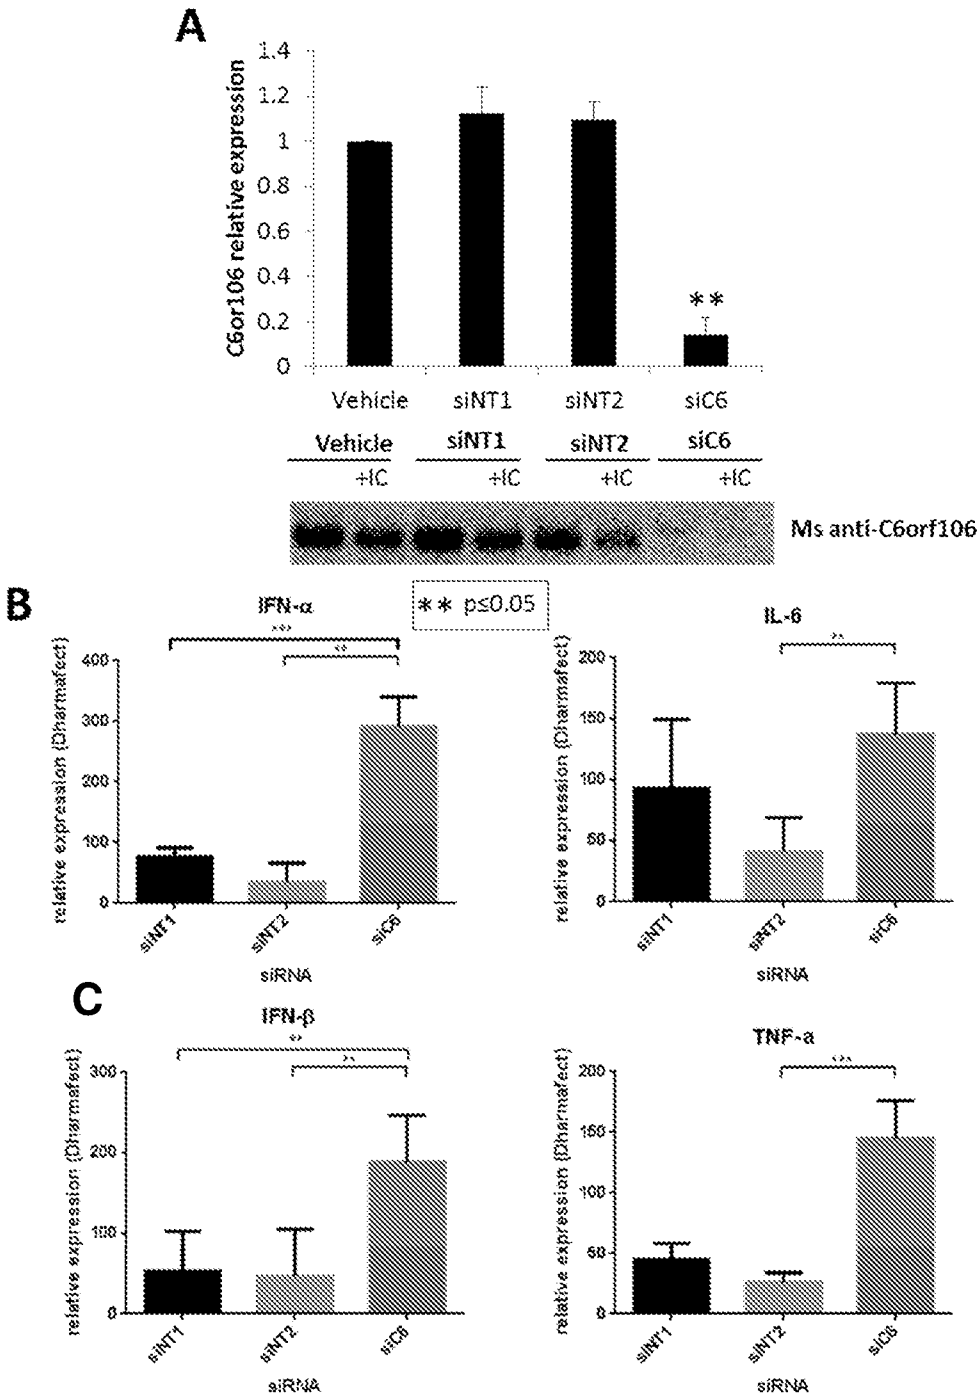 A
C6or106 relative expression
1.4
1.2
1
0.8
0.6
0.4
0.2
0
**
Vehicle siNT1 siNT2 siC6
Vehicle siNT1 siNT2 siC6
+IC +IC +IC +IC
Ms anti-C6orf106
** p≤0.05
B
IFN-α
relative expression (Dharmafect)
400
300
200
100
0
siNT1 siNT2 siC6
siRNA
IL-6
relative expression (Dharmafect)
200
150
100
50
0
siNT1 siNT2 siC6
siRNA
C
IFN-β
relative expression (Dharmafect)
300
200
100
0
siNT1 siNT2 siC6
siRNA
TNF-a
relative expression (Dharmafect)
200
150
100
50
0
siNT1 siNT2 siC6
siRNA